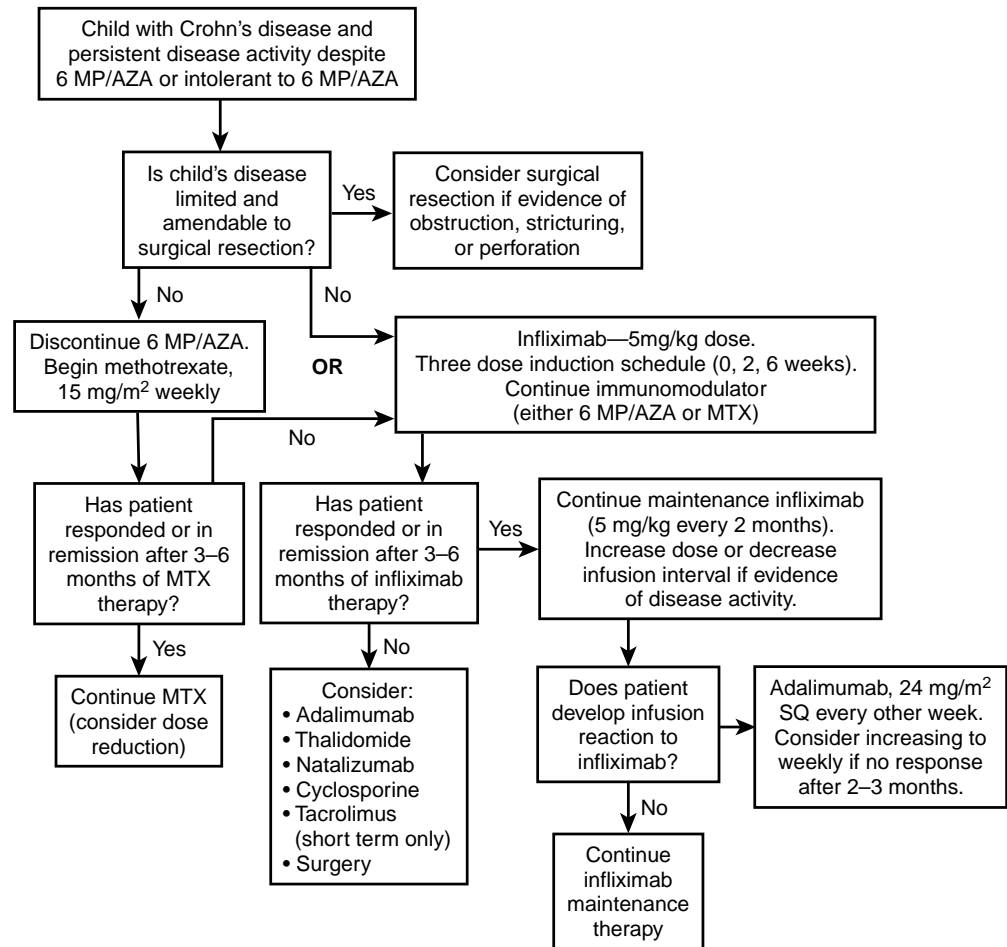 Child with Crohn's disease and
persistent disease activity despite
6 MP/AZA or intolerant to 6 MP/AZA
Is child's disease
limited and
amendable to
surgical resection?
Yes
Consider surgical
resection if evidence of
obstruction, stricturing,
or perforation
No
No
Discontinue 6 MP/AZA.
Begin methotrexate,
15 mg/m² weekly
OR
Infliximab—5mg/kg dose.
Three dose induction schedule (0, 2, 6 weeks).
Continue immunomodulator
(either 6 MP/AZA or MTX)
No
Has patient
responded or in
remission after 3–6
months of MTX
therapy?
Has patient
responded or in
remission after 3–6
months of infliximab
therapy?
Yes
Continue maintenance infliximab
(5 mg/kg every 2 months).
Increase dose or decrease
infusion interval if evidence
of disease activity.
Yes
No
Continue MTX
(consider dose
reduction)
Consider:
• Adalimumab
• Thalidomide
• Natalizumab
• Cyclosporine
• Tacrolimus
(short term only)
• Surgery
Does patient
develop infusion
reaction to
infliximab?
Adalimumab, 24 mg/m²
SQ every other week.
Consider increasing to
weekly if no response
after 2–3 months.
No
Continue
infliximab
maintenance
therapy